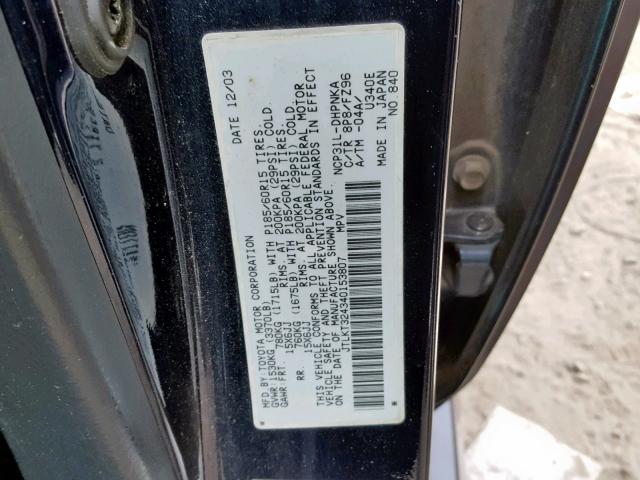 MFD.BY:TOYOTA MOTOR CORPORATION DATE 12/03
GVWR:1530KG (3370LB)
GAWR FRT. 780KG (1715LB) WITH P185/60R15 TIRES,
15X6JJ RIMS, AT 200KPA (29PSI) COLD.
RR. 760KG (1675LB) WITH P185/60R15 TIRES,
15X6JJ RIMS, AT 200KPA (29PSI) COLD.
THIS VEHICLE CONFORMS TO ALL APPLICABLE FEDERAL MOTOR
VEHICLE SAFETY AND THEFT PREVENTION STANDARDS IN EFFECT
ON THE DATE OF MANUFACTURE SHOWN ABOVE.
JTLKT324340153807 MPV
NCP31L-DHPNKA
C/TR 8P8/FZ96
A/TM -04A/ U340E
MADE IN JAPAN
NO.840